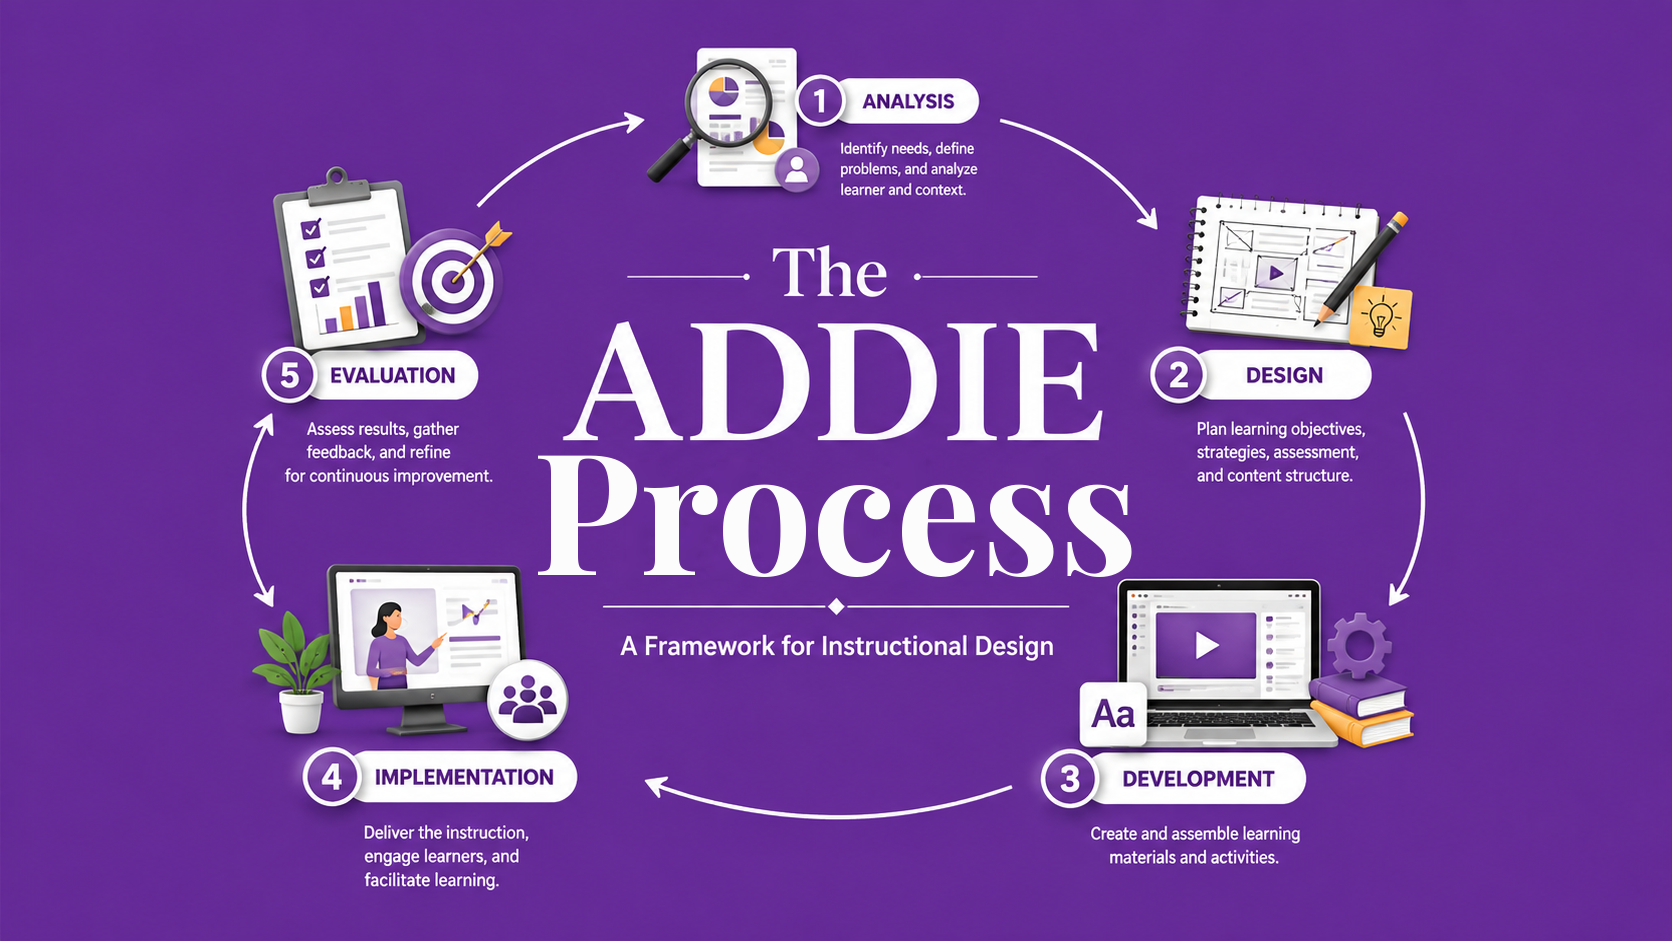 The
ADDIE
Process
A Framework for Instructional Design
1
ANALYSIS
Identify needs, define
problems, and analyze
learner and context.
2
DESIGN
Plan learning objectives,
strategies, assessment,
and content structure.
Aa
3
DEVELOPMENT
Create and assemble learning
materials and activities.
4
IMPLEMENTATION
Deliver the instruction,
engage learners, and
facilitate learning.
5
EVALUATION
Assess results, gather
feedback, and refine
for continuous improvement.